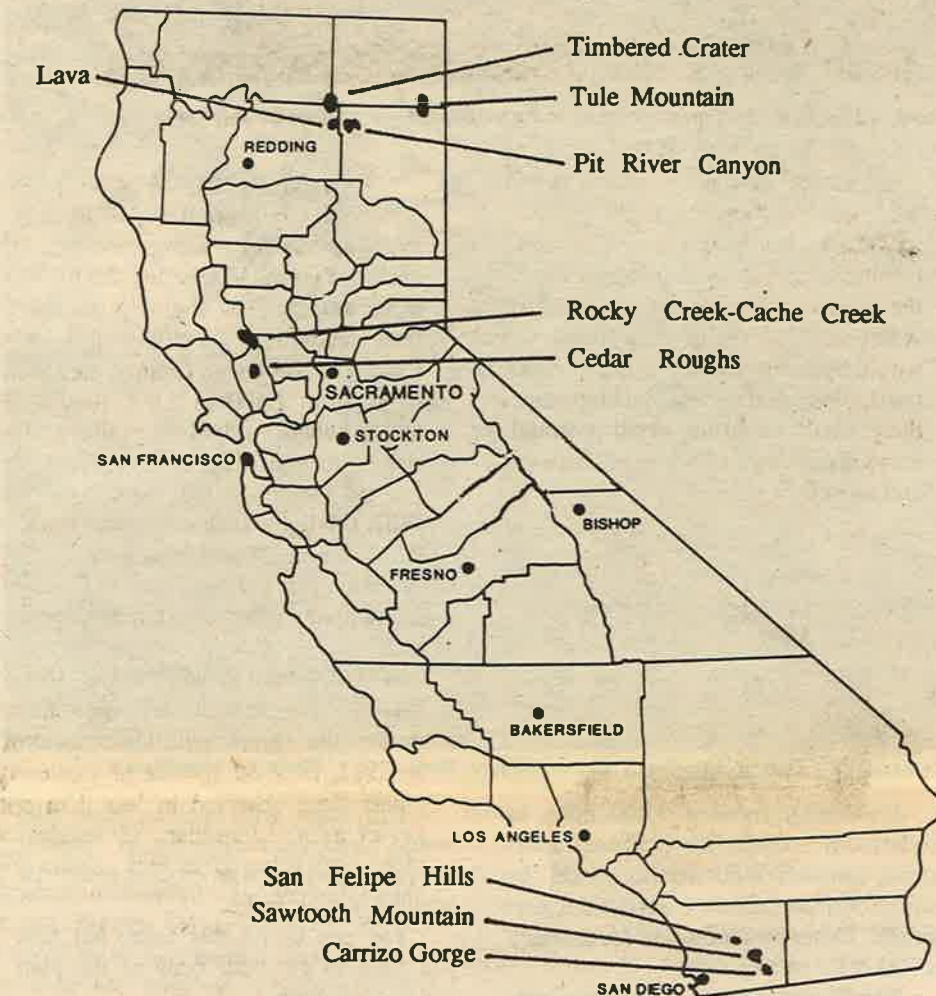 Timbered Crater
Lava
Tule Mountain
REDDING
Pit River Canyon
Rocky Creek-Cache Creek
Cedar Roughs
SACRAMENTO
STOCKTON
SAN FRANCISCO
BISHOP
FRESNO
BAKERSFIELD
LOS ANGELES
San Felipe Hills
Sawtooth Mountain
Carrizo Gorge
SAN DIEGO